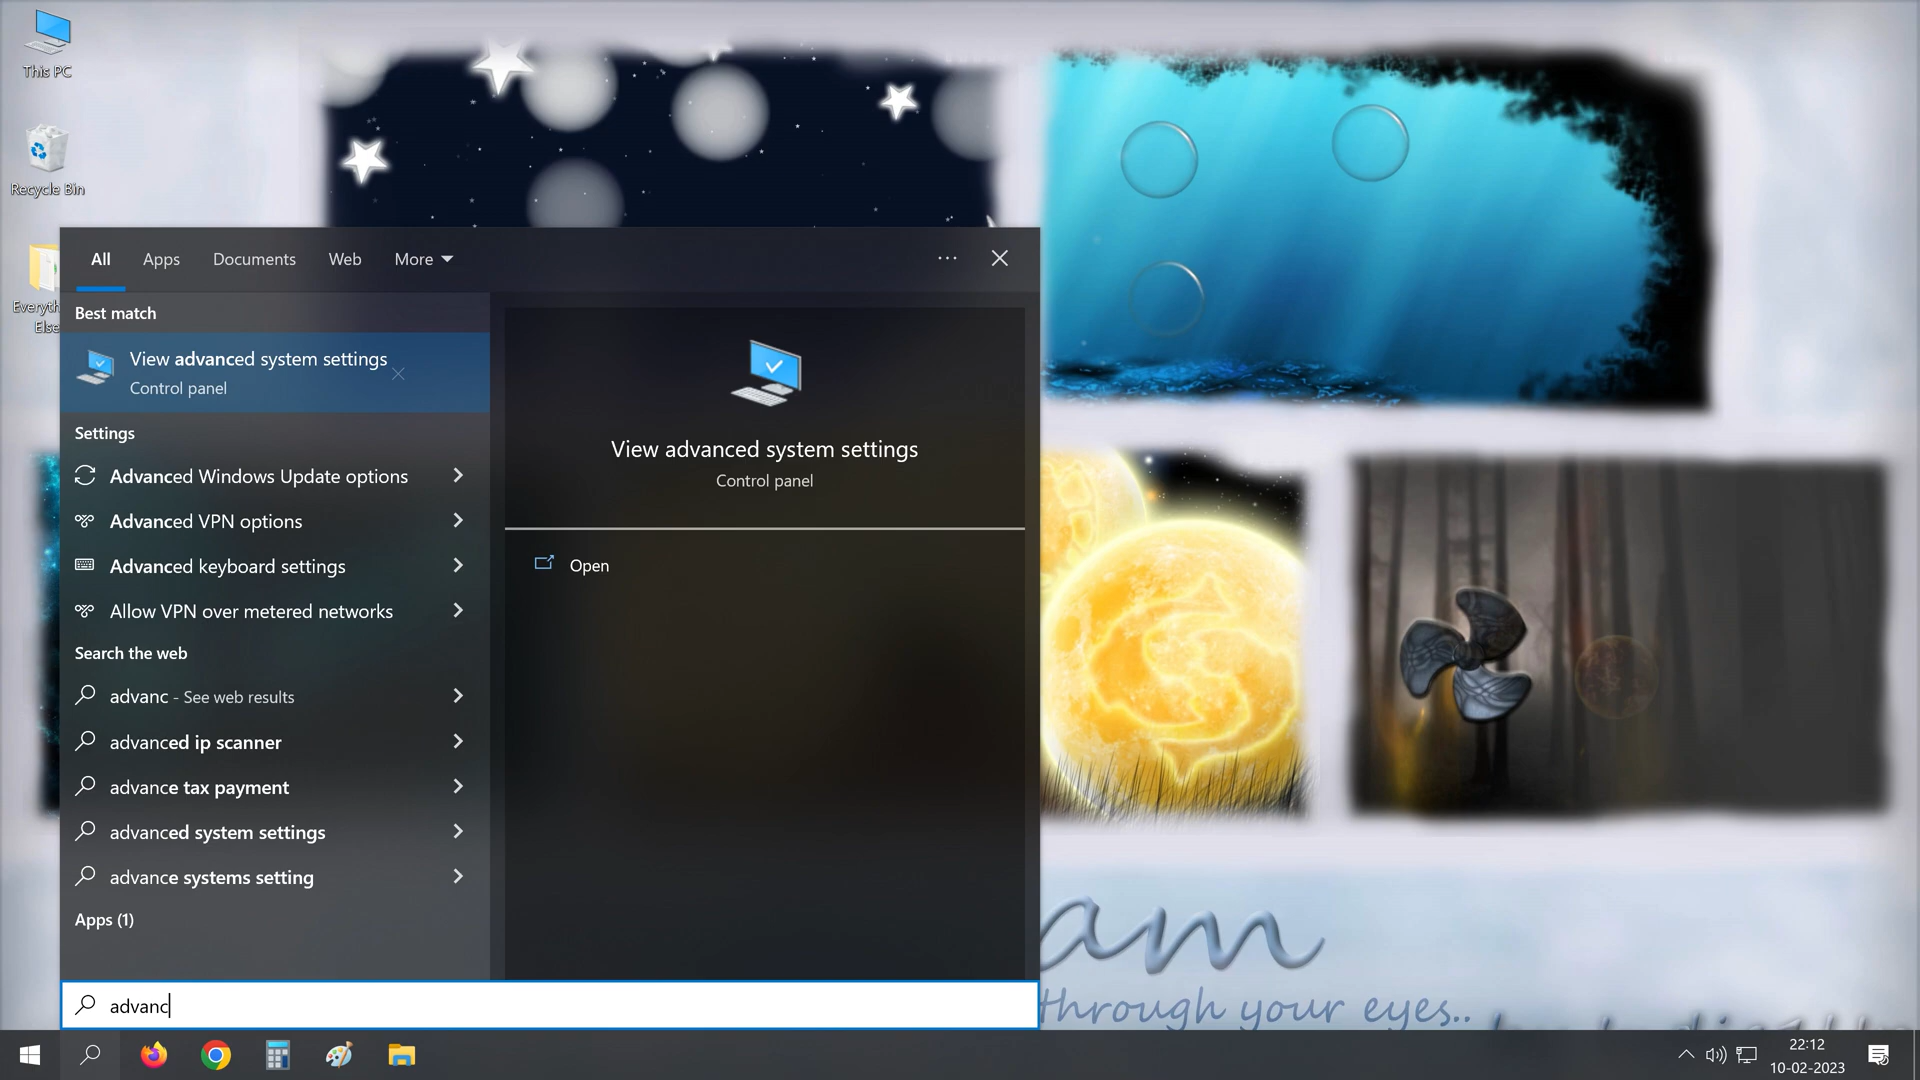 This PC
Recycle Bin
Everyth
Else
All Apps Documents Web More
Best match
View advanced system settings
Control panel
Settings
Advanced Windows Update options
Advanced VPN options
Advanced keyboard settings
Allow VPN over metered networks
Search the web
advanc - See web results
advanced ip scanner
advance tax payment
advanced system settings
advance systems setting
Apps (1)
View advanced system settings
Control panel
Open
advanc
am
through your eyes..
22:12
10-02-2023